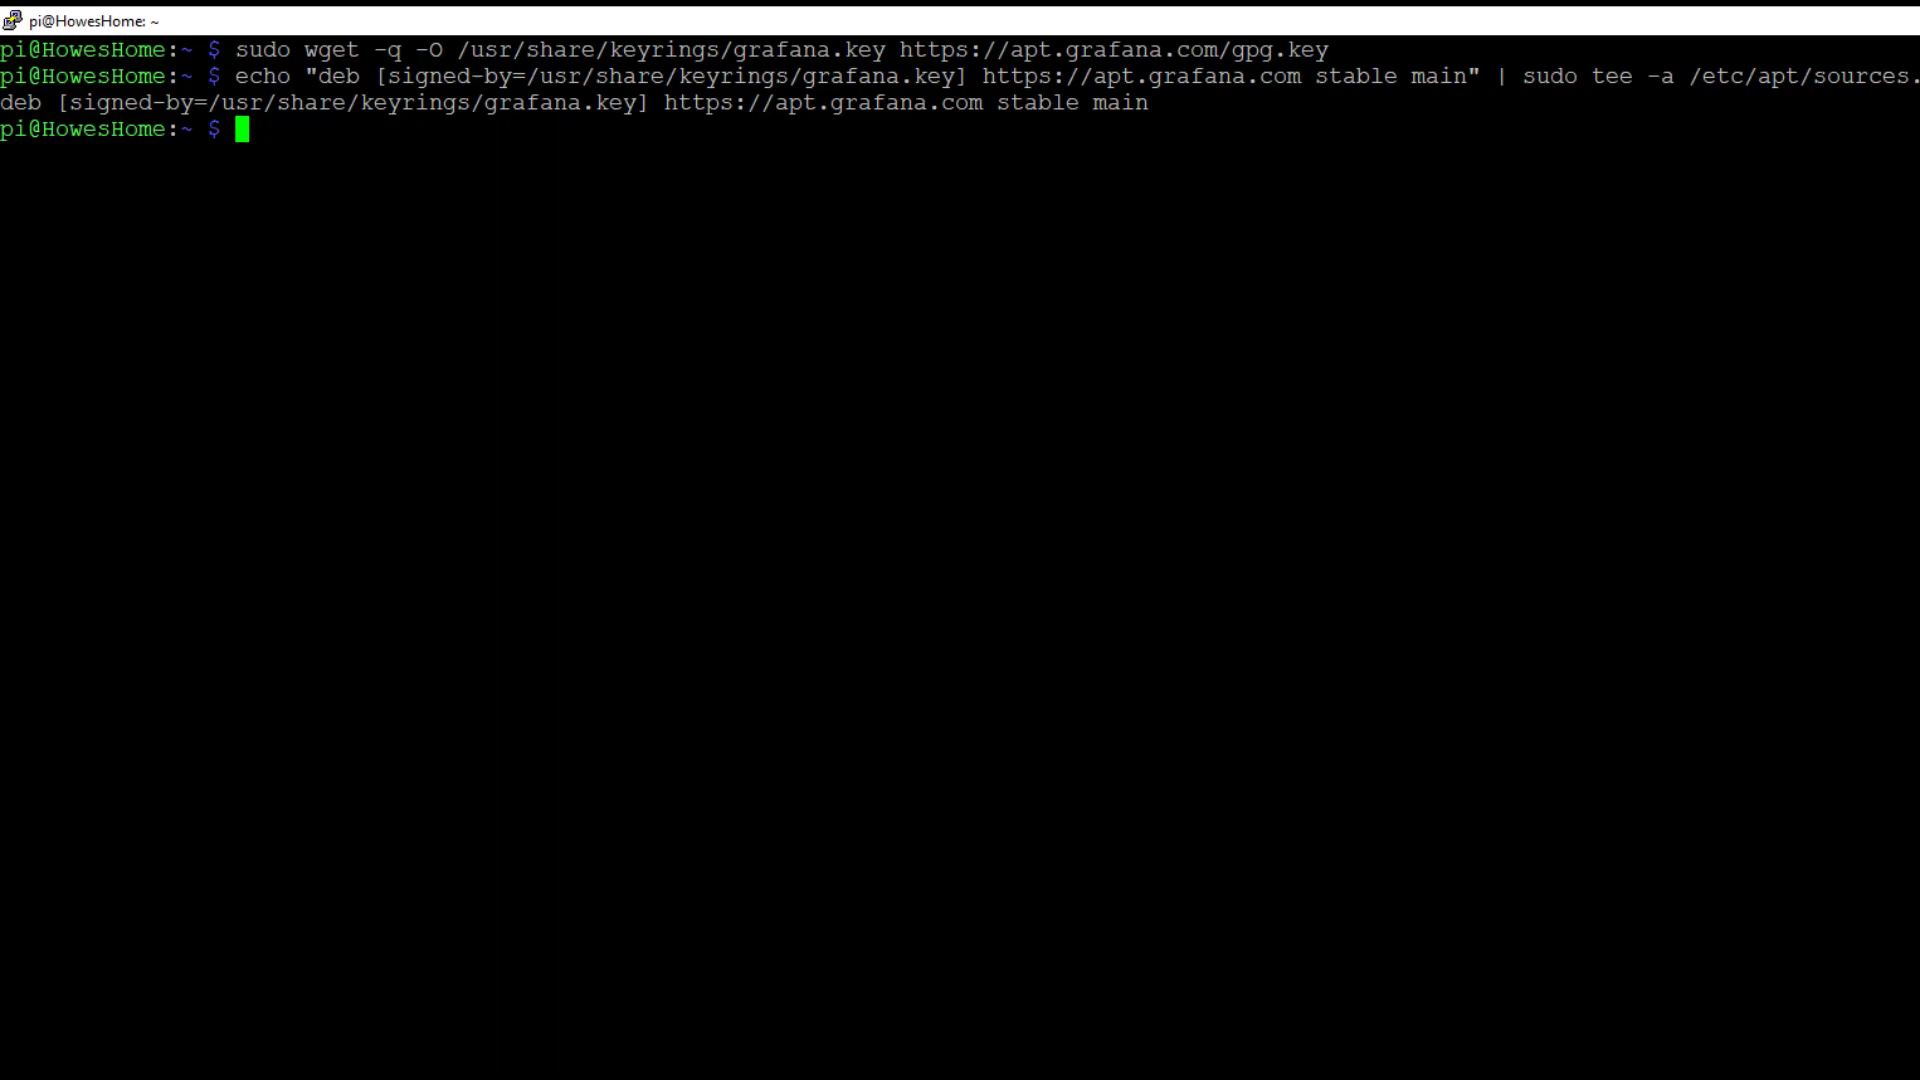 pi@HowesHome: ~
pi@HowesHome:~ $ sudo wget -q -O /usr/share/keyrings/grafana.key https://apt.grafana.com/gpg.key
pi@HowesHome:~ $ echo "deb [signed-by=/usr/share/keyrings/grafana.key] https://apt.grafana.com stable main" | sudo tee -a /etc/apt/sources.
deb [signed-by=/usr/share/keyrings/grafana.key] https://apt.grafana.com stable main
pi@HowesHome:~ $